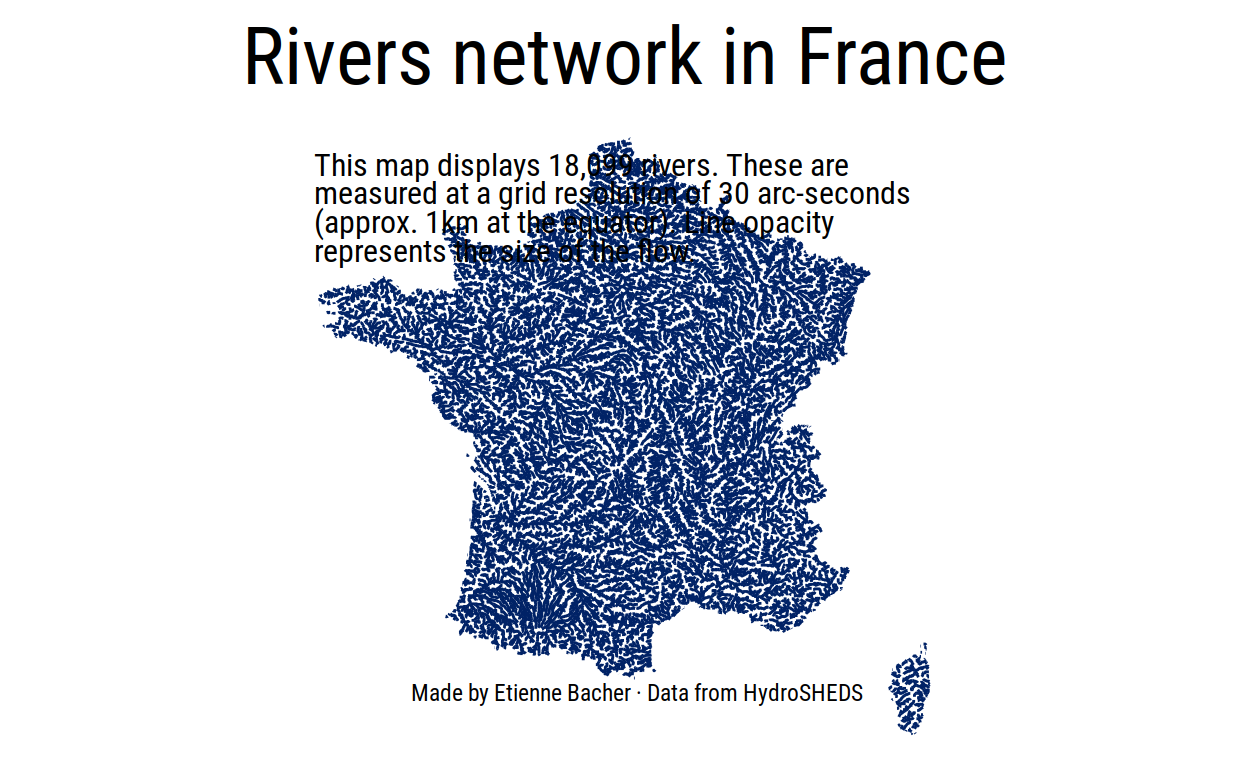 Rivers network in France
This map displays 18,099 rivers. These are
measured at a grid resolution of 30 arc-seconds
(approx. 1km at the equator). Line opacity
represents the size of the flow.
Made by Etienne Bacher · Data from HydroSHEDS